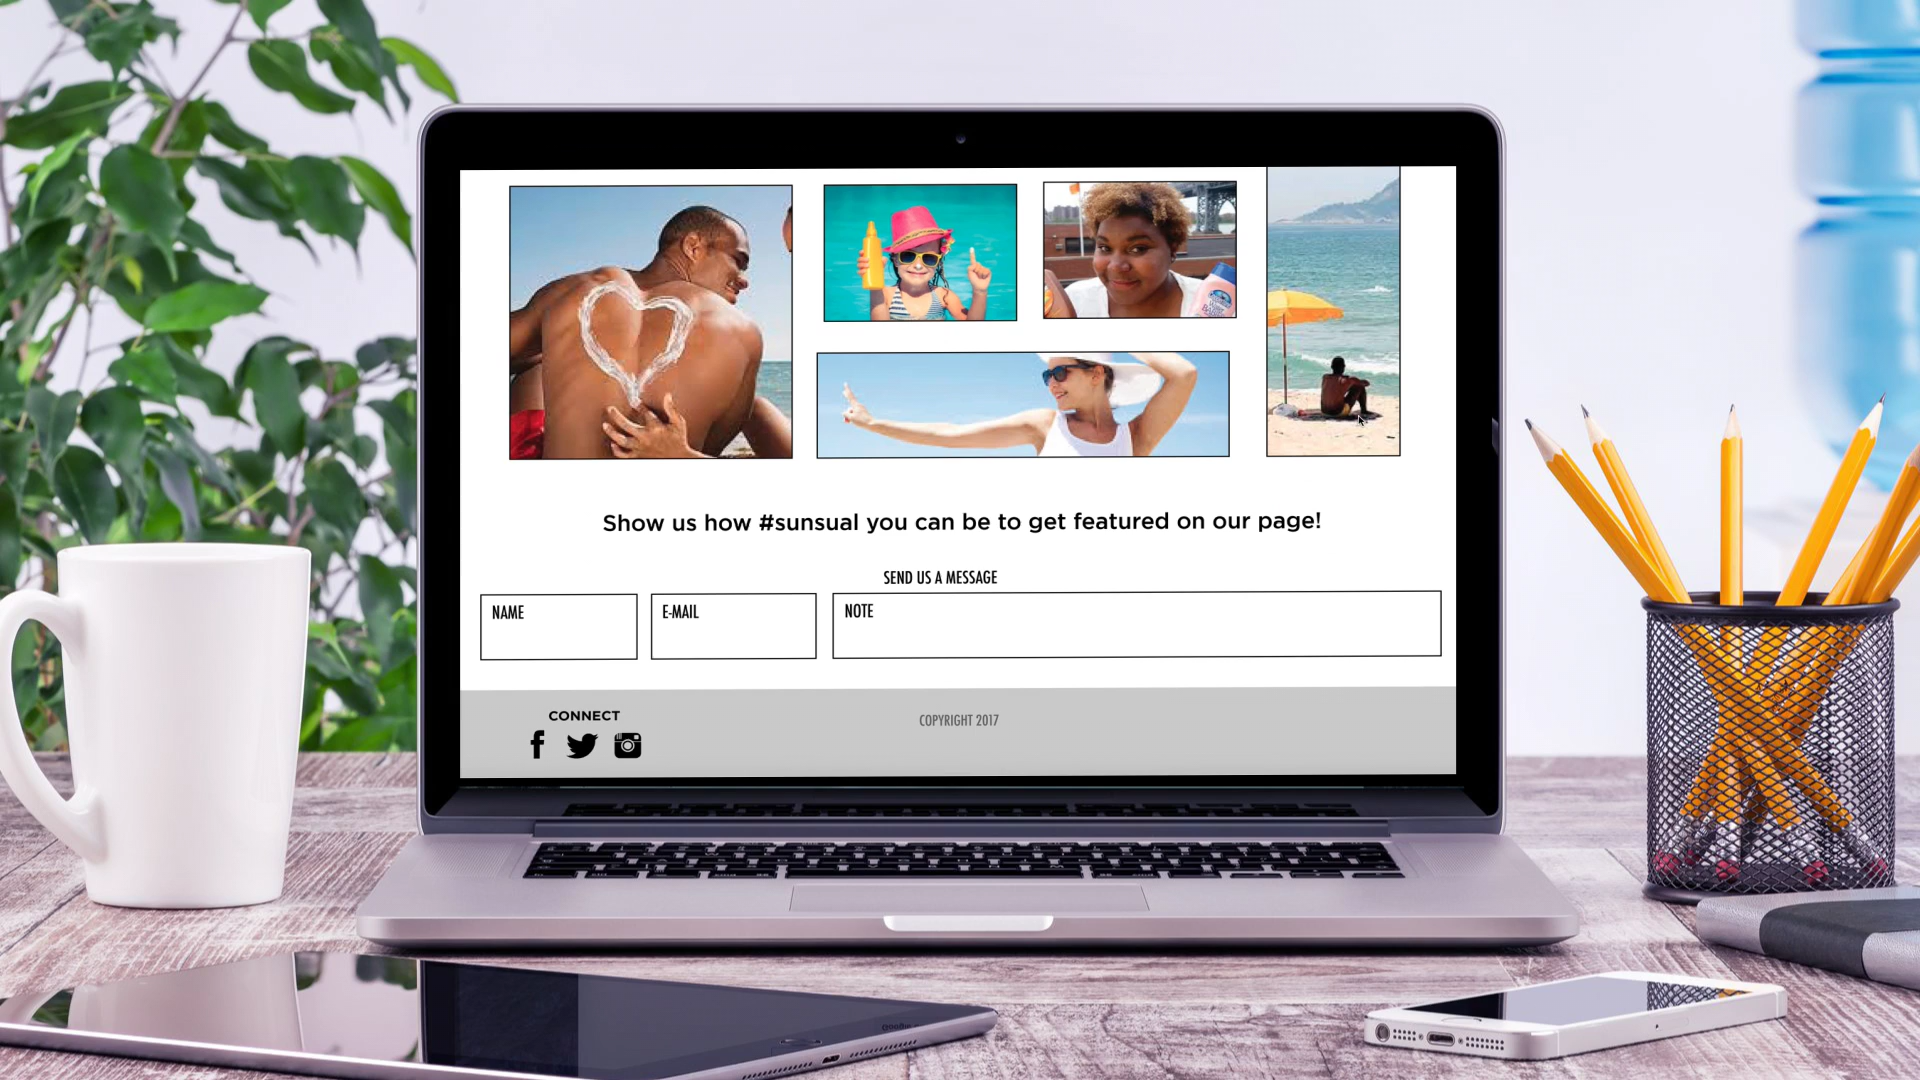 Show us how #sunsual you can be to get featured on our page!
SEND US A MESSAGE
NAME
E-MAIL
NOTE
CONNECT
COPYRIGHT 2017